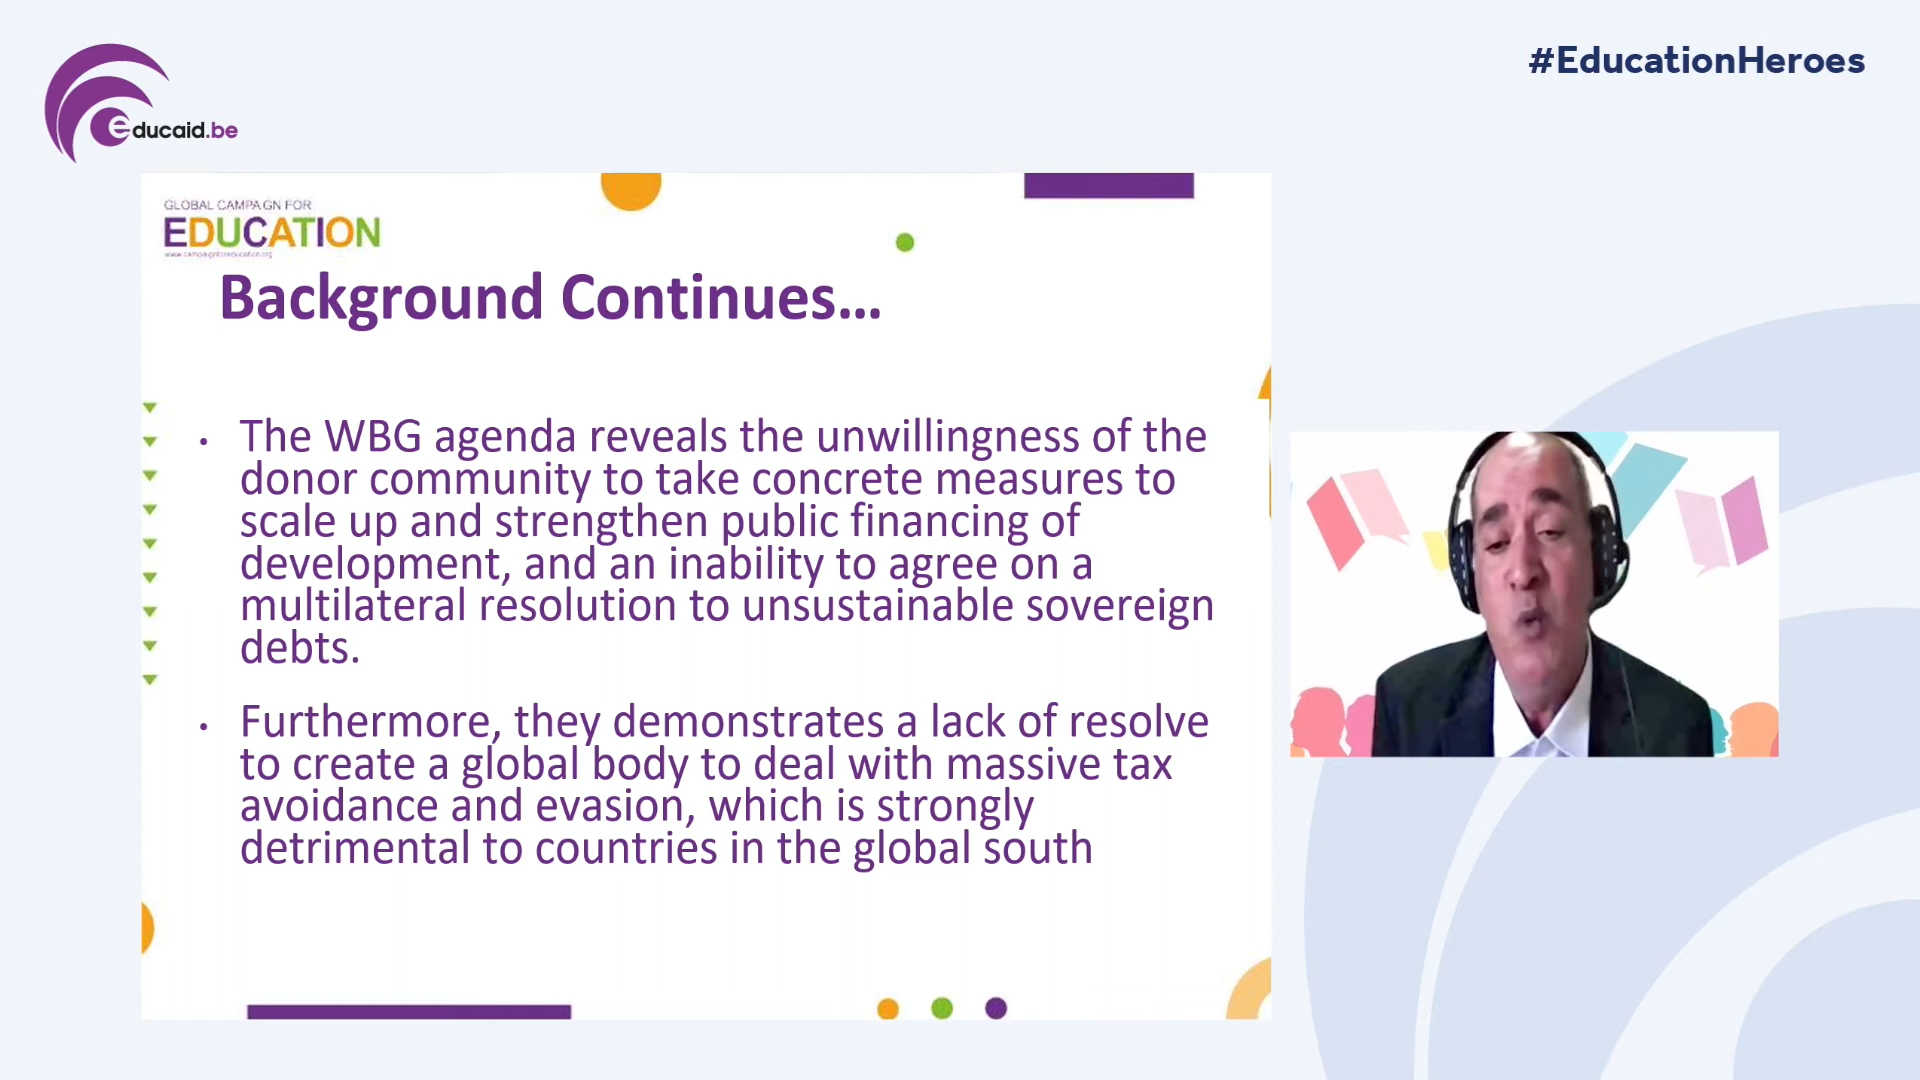 #EducationHeroes
educaid.be
GLOBAL CAMPAIGN FOR
EDUCATION
www.campaignforeducation.org
Background Continues...
• The WBG agenda reveals the unwillingness of the
donor community to take concrete measures to
scale up and strengthen public financing of
development, and an inability to agree on a
multilateral resolution to unsustainable sovereign
debts.
• Furthermore, they demonstrates a lack of resolve
to create a global body to deal with massive tax
avoidance and evasion, which is strongly
detrimental to countries in the global south